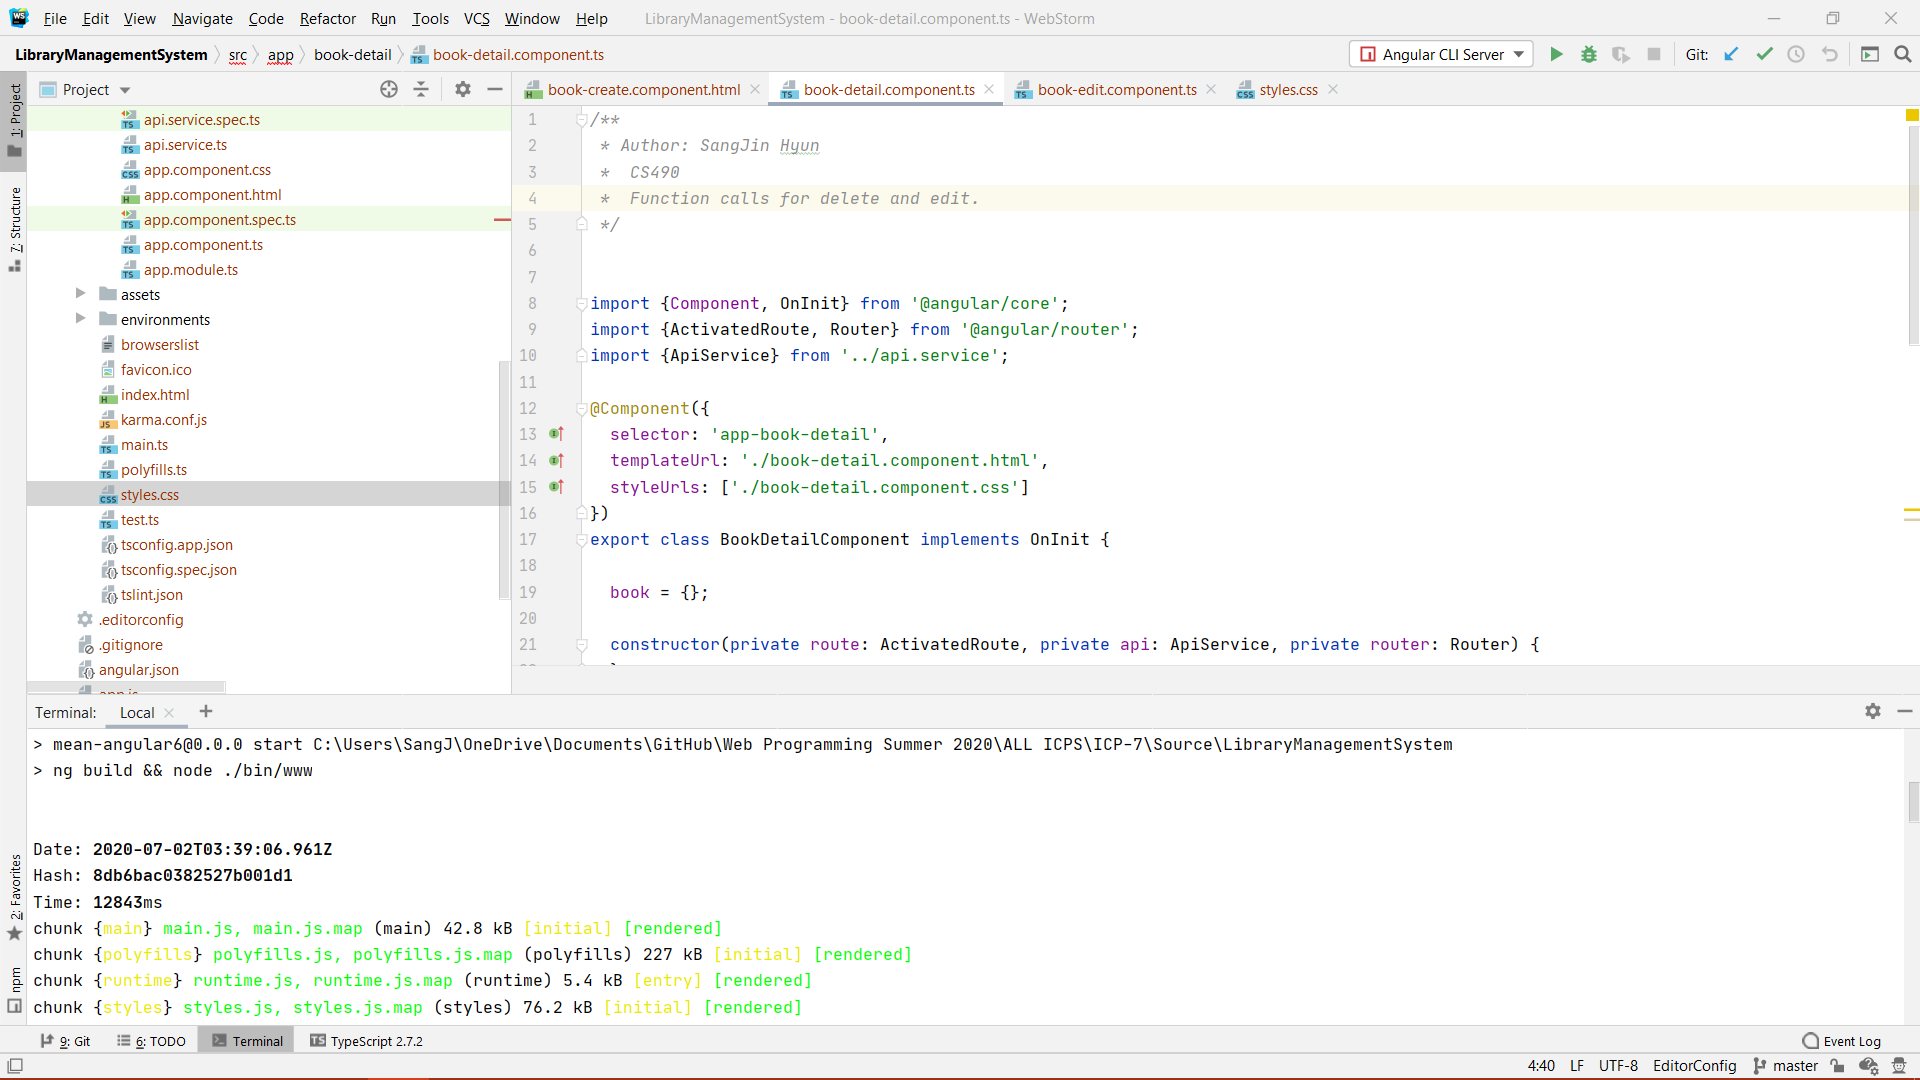 WS File Edit View Navigate Code Refactor Run Tools VCS Window Help LibraryManagementSystem - book-detail.component.ts - WebStorm
LibraryManagementSystem src app book-detail book-detail.component.ts Angular CLI Server Git:
1: Project
7: Structure
2: Favorites
npm
Project
api.service.spec.ts
api.service.ts
app.component.css
app.component.html
app.component.spec.ts
app.component.ts
app.module.ts
assets
environments
browserslist
favicon.ico
index.html
karma.conf.js
main.ts
polyfills.ts
styles.css
test.ts
tsconfig.app.json
tsconfig.spec.json
tslint.json
.editorconfig
.gitignore
angular.json
app.js
book-create.component.html book-detail.component.ts book-edit.component.ts styles.css
1 /**
2 * Author: SangJin Hyun
3 * CS490
4 * Function calls for delete and edit.
5 */
6
7
8 import {Component, OnInit} from '@angular/core';
9 import {ActivatedRoute, Router} from '@angular/router';
10 import {ApiService} from '../api.service';
11
12 @Component({
13 selector: 'app-book-detail',
14 templateUrl: './book-detail.component.html',
15 styleUrls: ['./book-detail.component.css']
16 })
17 export class BookDetailComponent implements OnInit {
18
19 book = {};
20
21 constructor(private route: ActivatedRoute, private api: ApiService, private router: Router) {
Terminal: Local +
> mean-angular6@0.0.0 start C:\Users\SangJ\OneDrive\Documents\GitHub\Web Programming Summer 2020\ALL ICPS\ICP-7\Source\LibraryManagementSystem
> ng build && node ./bin/www
Date: 2020-07-02T03:39:06.961Z
Hash: 8db6bac0382527b001d1
Time: 12843ms
chunk {main} main.js, main.js.map (main) 42.8 kB [initial] [rendered]
chunk {polyfills} polyfills.js, polyfills.js.map (polyfills) 227 kB [initial] [rendered]
chunk {runtime} runtime.js, runtime.js.map (runtime) 5.4 kB [entry] [rendered]
chunk {styles} styles.js, styles.js.map (styles) 76.2 kB [initial] [rendered]
9: Git 6: TODO Terminal TypeScript 2.7.2 Event Log
4:40 LF UTF-8 EditorConfig master